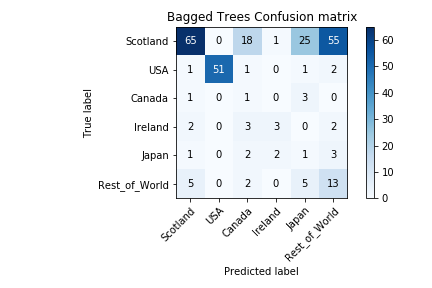 Bagged Trees Confusion matrix
True label
Scotland 65 0 18 1 25 55
USA 1 51 1 0 1 2
Canada 1 0 1 0 3 0
Ireland 2 0 3 3 0 2
Japan 1 0 2 2 1 3
Rest_of_World 5 0 2 0 5 13
Scotland USA Canada Ireland Japan Rest_of_World
Predicted label
60
50
40
30
20
10
0